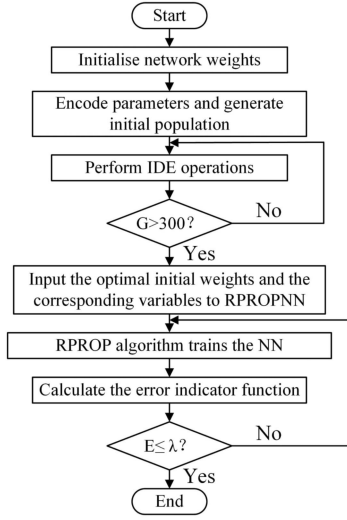 Start
Initialise network weights
Encode parameters and generate
initial population
Perform IDE operations
G>300?
No
Yes
Input the optimal initial weights and the
corresponding variables to RPROPNN
RPROP algorithm trains the NN
Calculate the error indicator function
E≤λ?
No
Yes
End